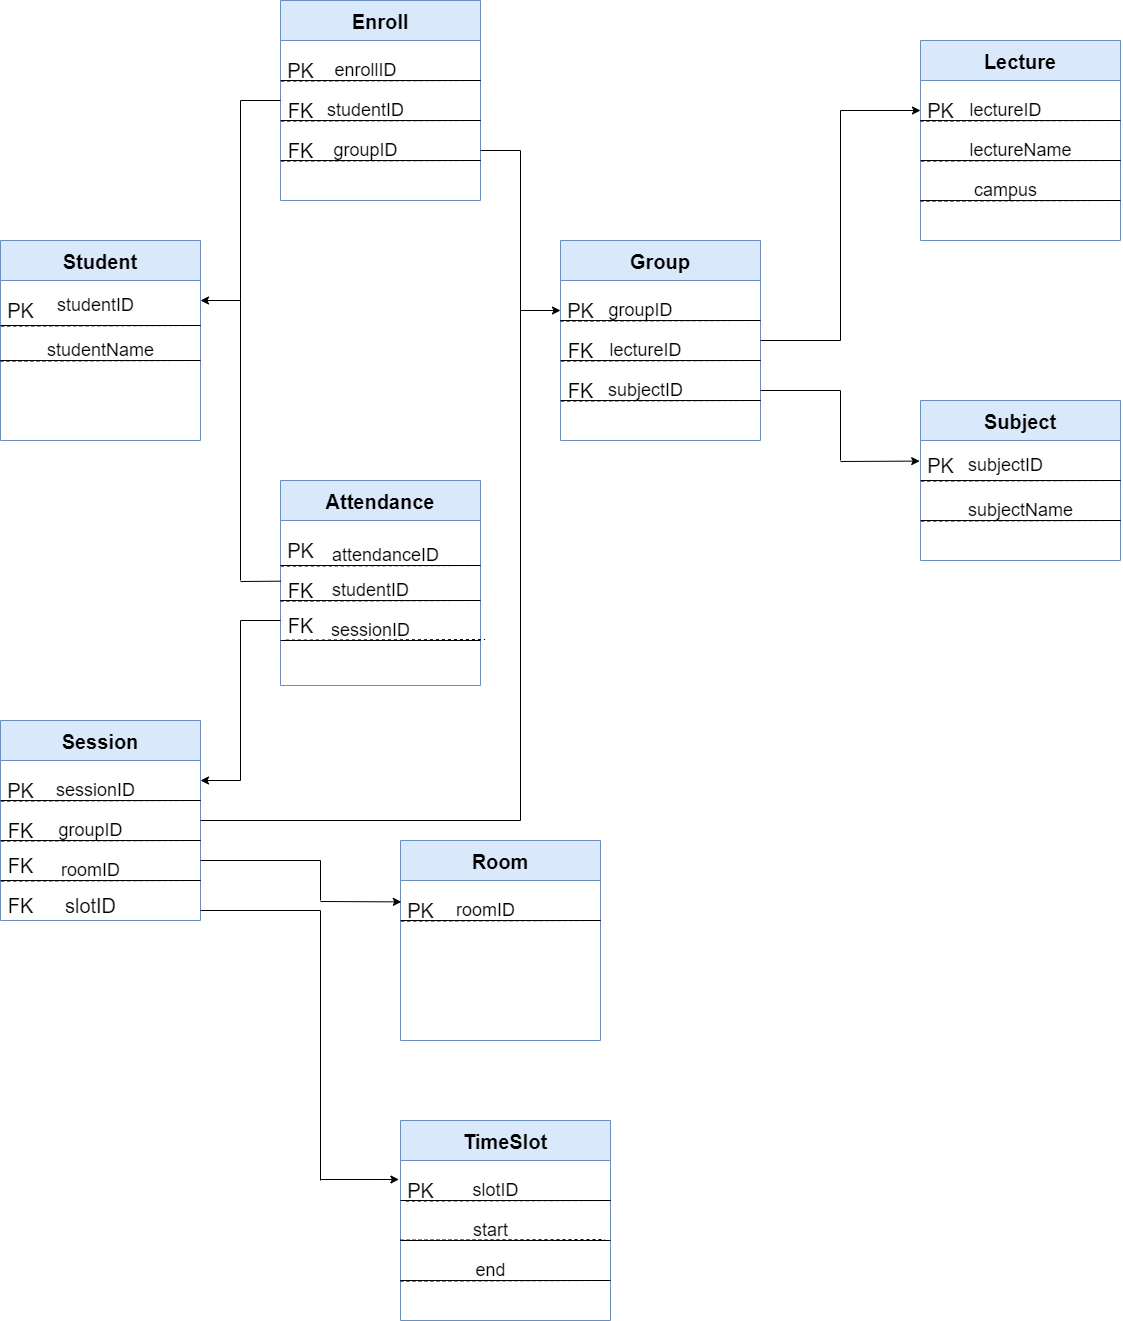 Enroll
PK enrollID
FK studentID
FK groupID
Lecture
PK lectureID
lectureName
campus
Student
PK studentID
studentName
Group
PK groupID
FK lectureID
FK subjectID
Subject
PK subjectID
subjectName
Attendance
PK attendanceID
FK studentID
FK sessionID
Session
PK sessionID
FK groupID
FK roomID
FK slotID
Room
PK roomID
TimeSlot
PK slotID
start
end